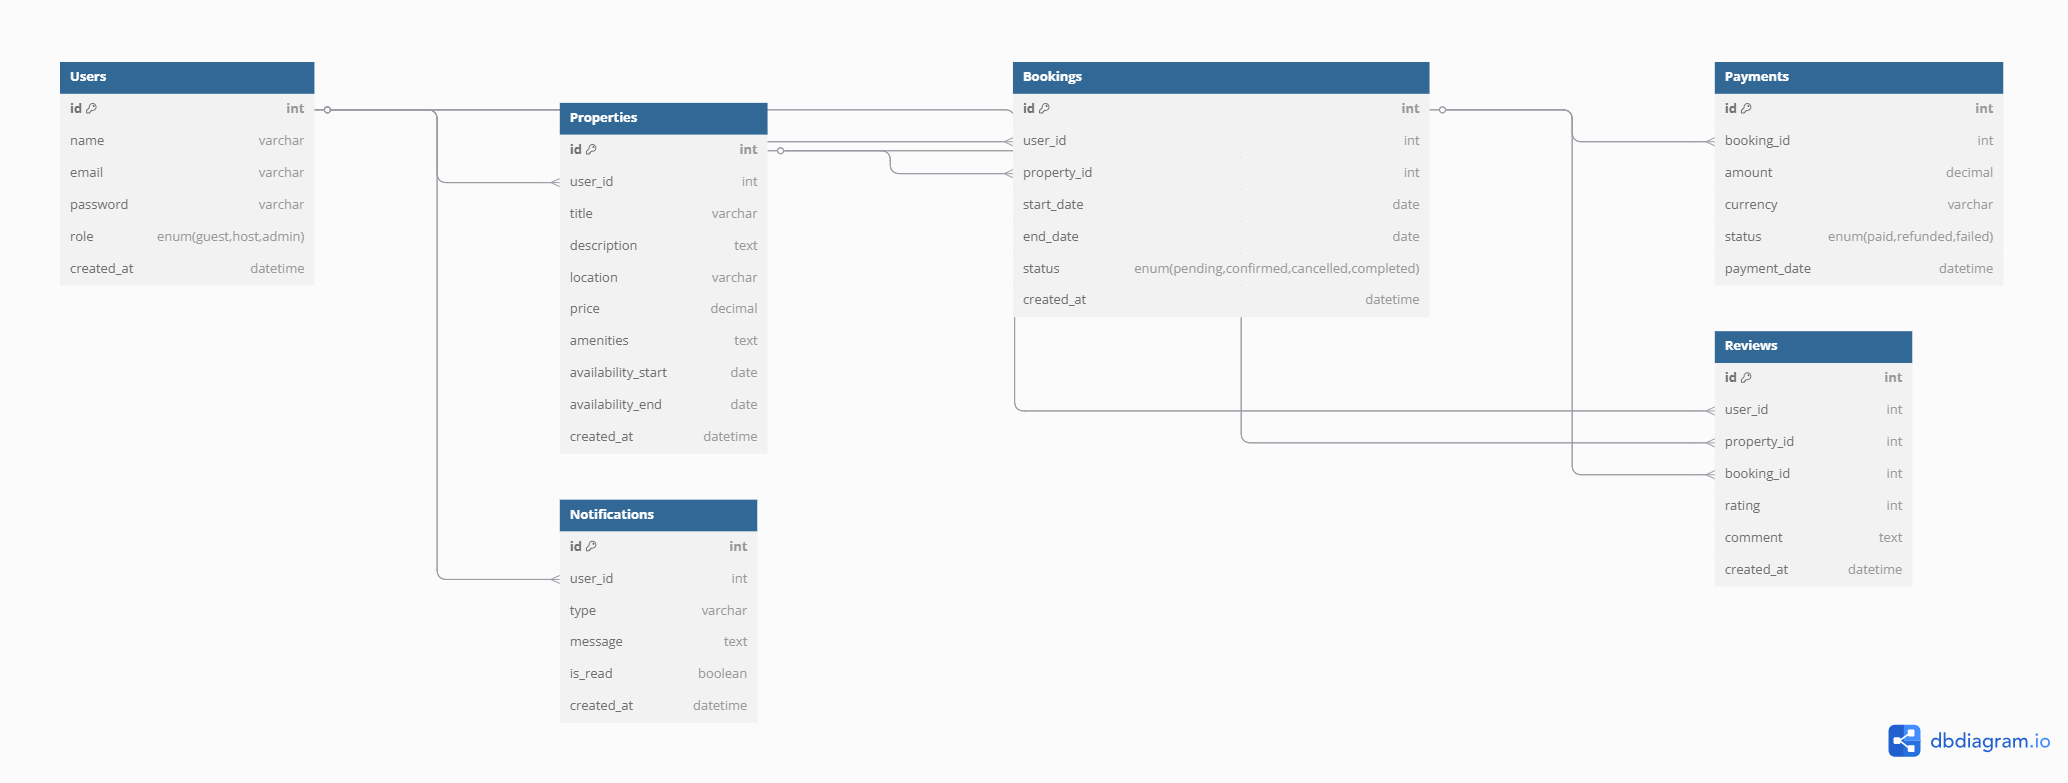 Users
id int
name varchar
email varchar
password varchar
role enum(guest,host,admin)
created_at datetime
Properties
id int
user_id int
title varchar
description text
location varchar
price decimal
amenities text
availability_start date
availability_end date
created_at datetime
Notifications
id int
user_id int
type varchar
message text
is_read boolean
created_at datetime
Bookings
id int
user_id int
property_id int
start_date date
end_date date
status enum(pending,confirmed,cancelled,completed)
created_at datetime
Payments
id int
booking_id int
amount decimal
currency varchar
status enum(paid,refunded,failed)
payment_date datetime
Reviews
id int
user_id int
property_id int
booking_id int
rating int
comment text
created_at datetime
dbdiagram.io